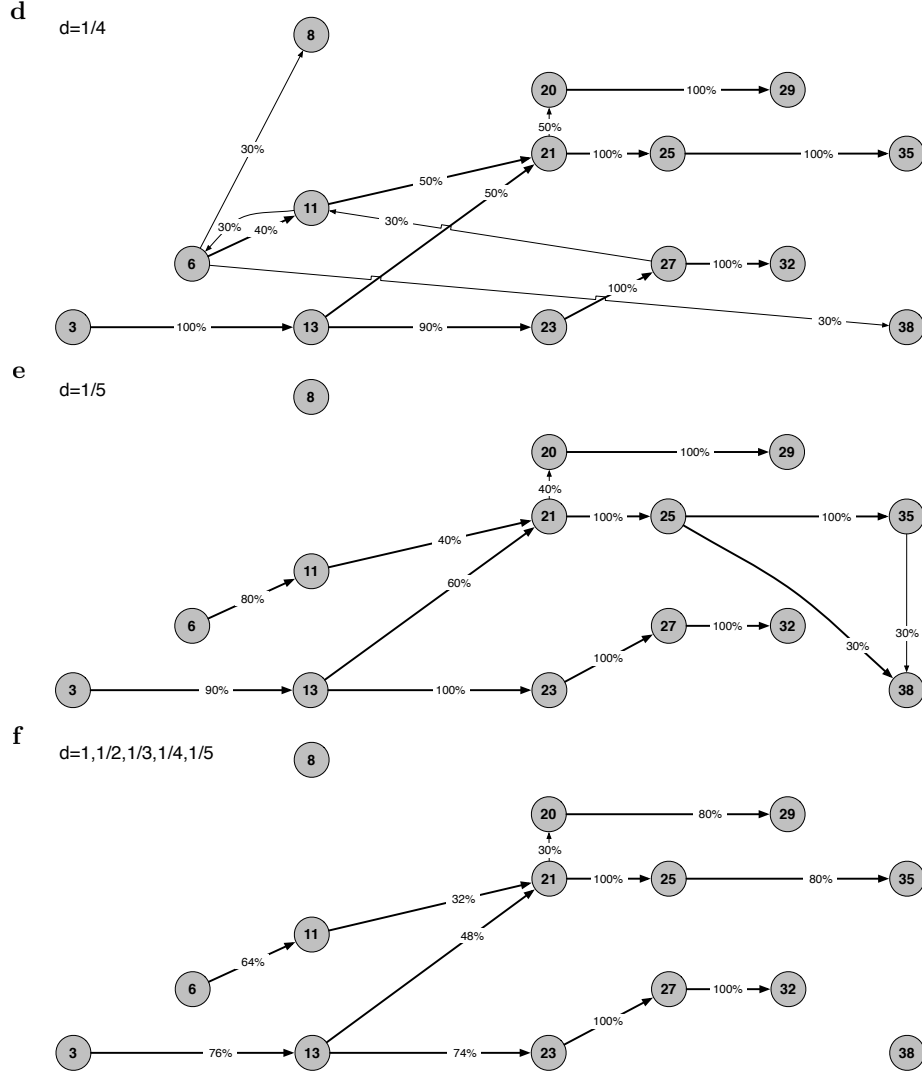 d
d=1/4
8
20 100% 29
30% 50%
21 100% 25 100% 35
50% 50%
11
30% 40% 30%
6 27 100% 32
100%
3 100% 13 90% 23 30% 38
e
d=1/5
8
20 100% 29
40%
21 100% 25 100% 35
40%
11
60%
80%
6 27 100% 32
30% 30%
100%
3 90% 13 100% 23 38
f
d=1,1/2,1/3,1/4,1/5
8
20 80% 29
30%
21 100% 25 80% 35
32%
11 48%
64%
6 27 100% 32
100%
3 76% 13 74% 23 38